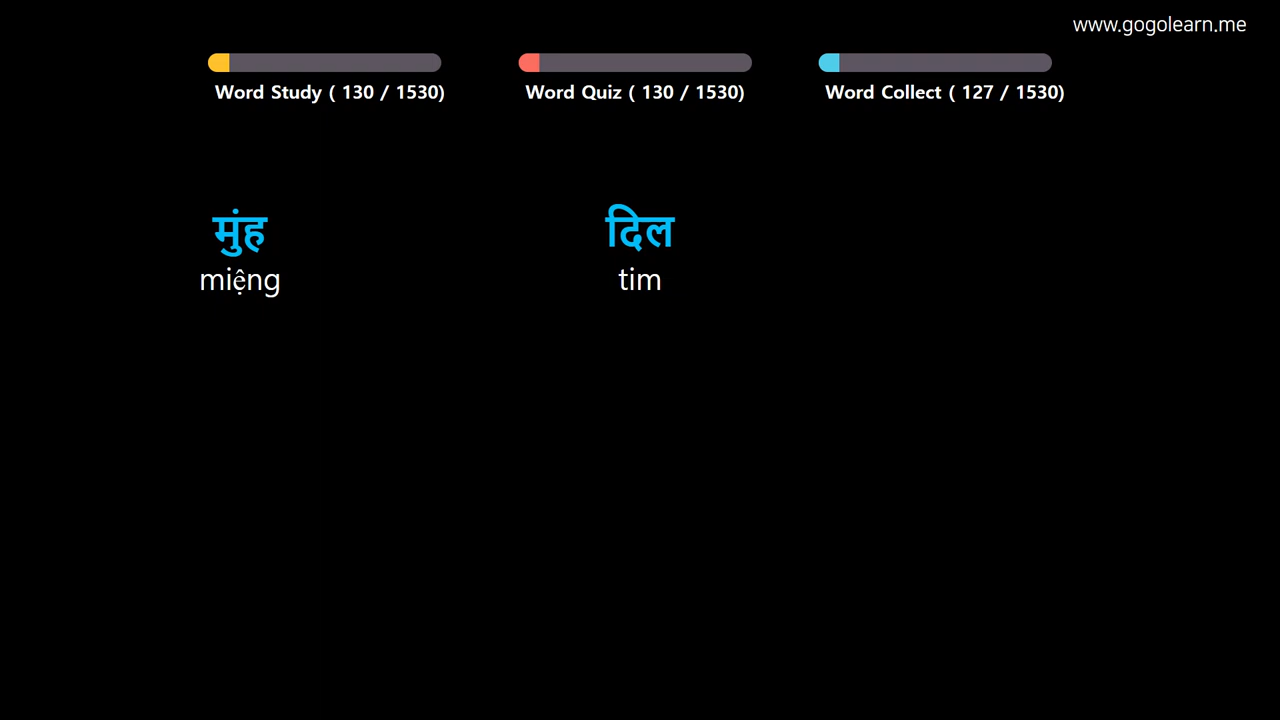 www.gogolearn.me
Word Study ( 130 / 1530)
Word Quiz ( 130 / 1530)
Word Collect ( 127 / 1530)
मुंह
miệng
दिल
tim